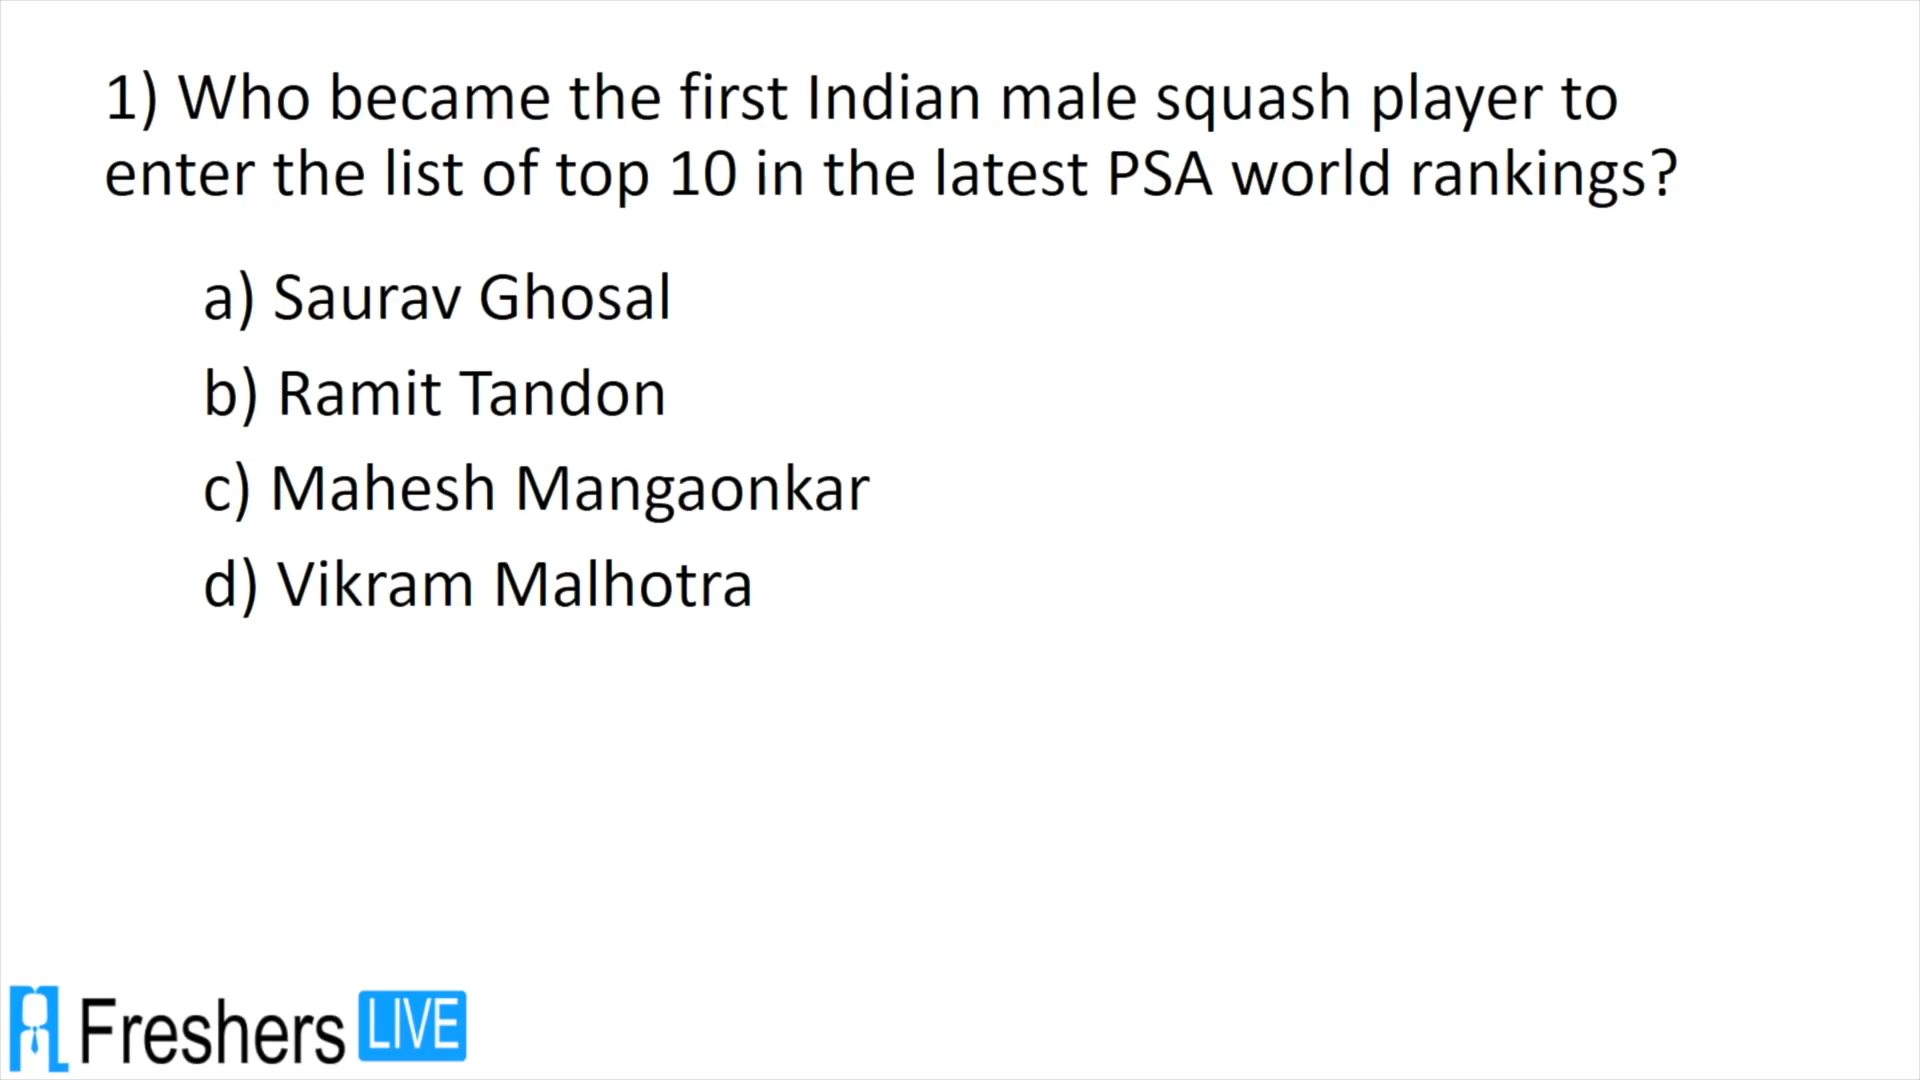 1) Who became the first Indian male squash player to
enter the list of top 10 in the latest PSA world rankings?
a) Saurav Ghosal
b) Ramit Tandon
c) Mahesh Mangaonkar
d) Vikram Malhotra
Freshers LIVE